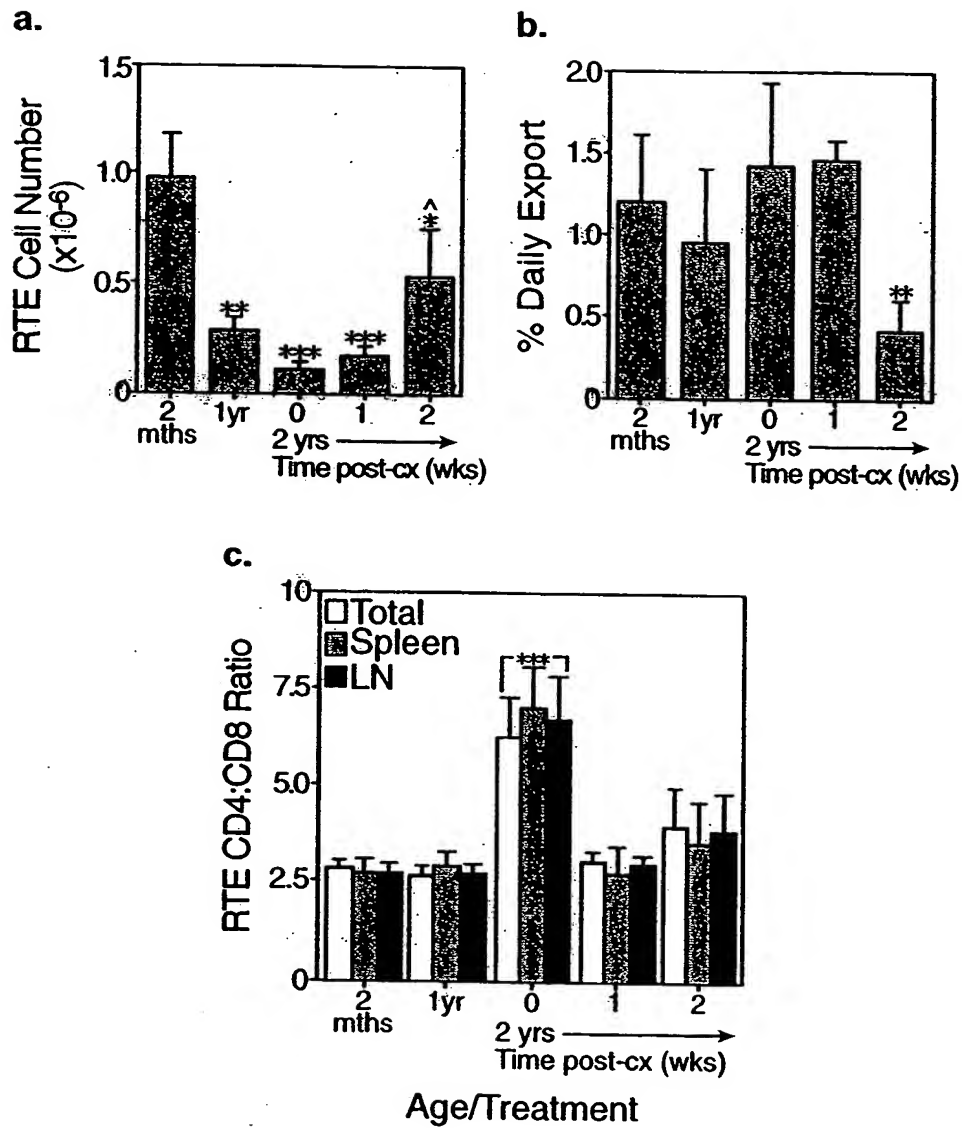 a.
RTE Cell Number
(x10-6)
1.5
1.0
0.5
0
**
***
***
^
*
2
mths
1yr
0
1
2
2 yrs
Time post-cx (wks)
b.
% Daily Export
2.0
1.5
1.0
0.5
0
**
2
mths
1yr
0
1
2
2 yrs
Time post-cx (wks)
c.
RTE CD4:CD8 Ratio
10
7.5
5.0
2.5
0
Total
Spleen
LN
***
2
mths
1yr
0
1
2
2 yrs
Time post-cx (wks)
Age/Treatment